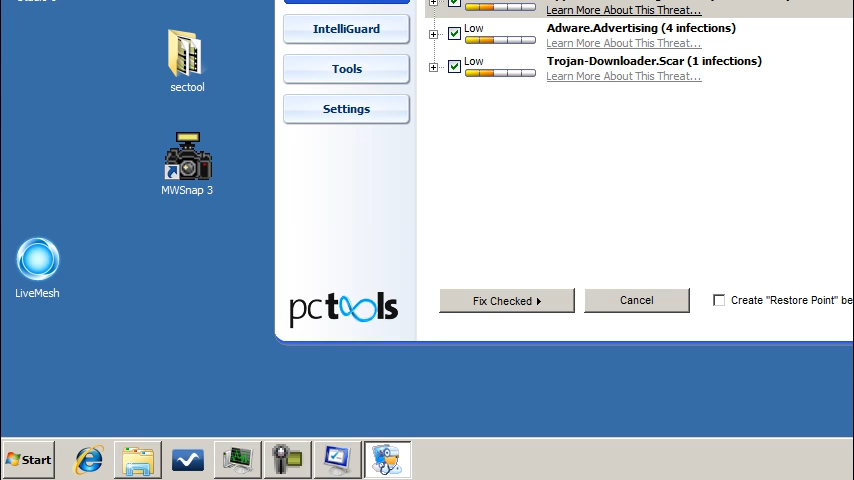 Learn More About This Threat...
IntelliGuard
Low
Adware.Advertising (4 infections)
Learn More About This Threat...
Tools
Low
Trojan-Downloader.Scar (1 infections)
Learn More About This Threat...
Settings
sectool
MWSnap 3
LiveMesh
pctools
Fix Checked
Cancel
Create "Restore Point" be
Start